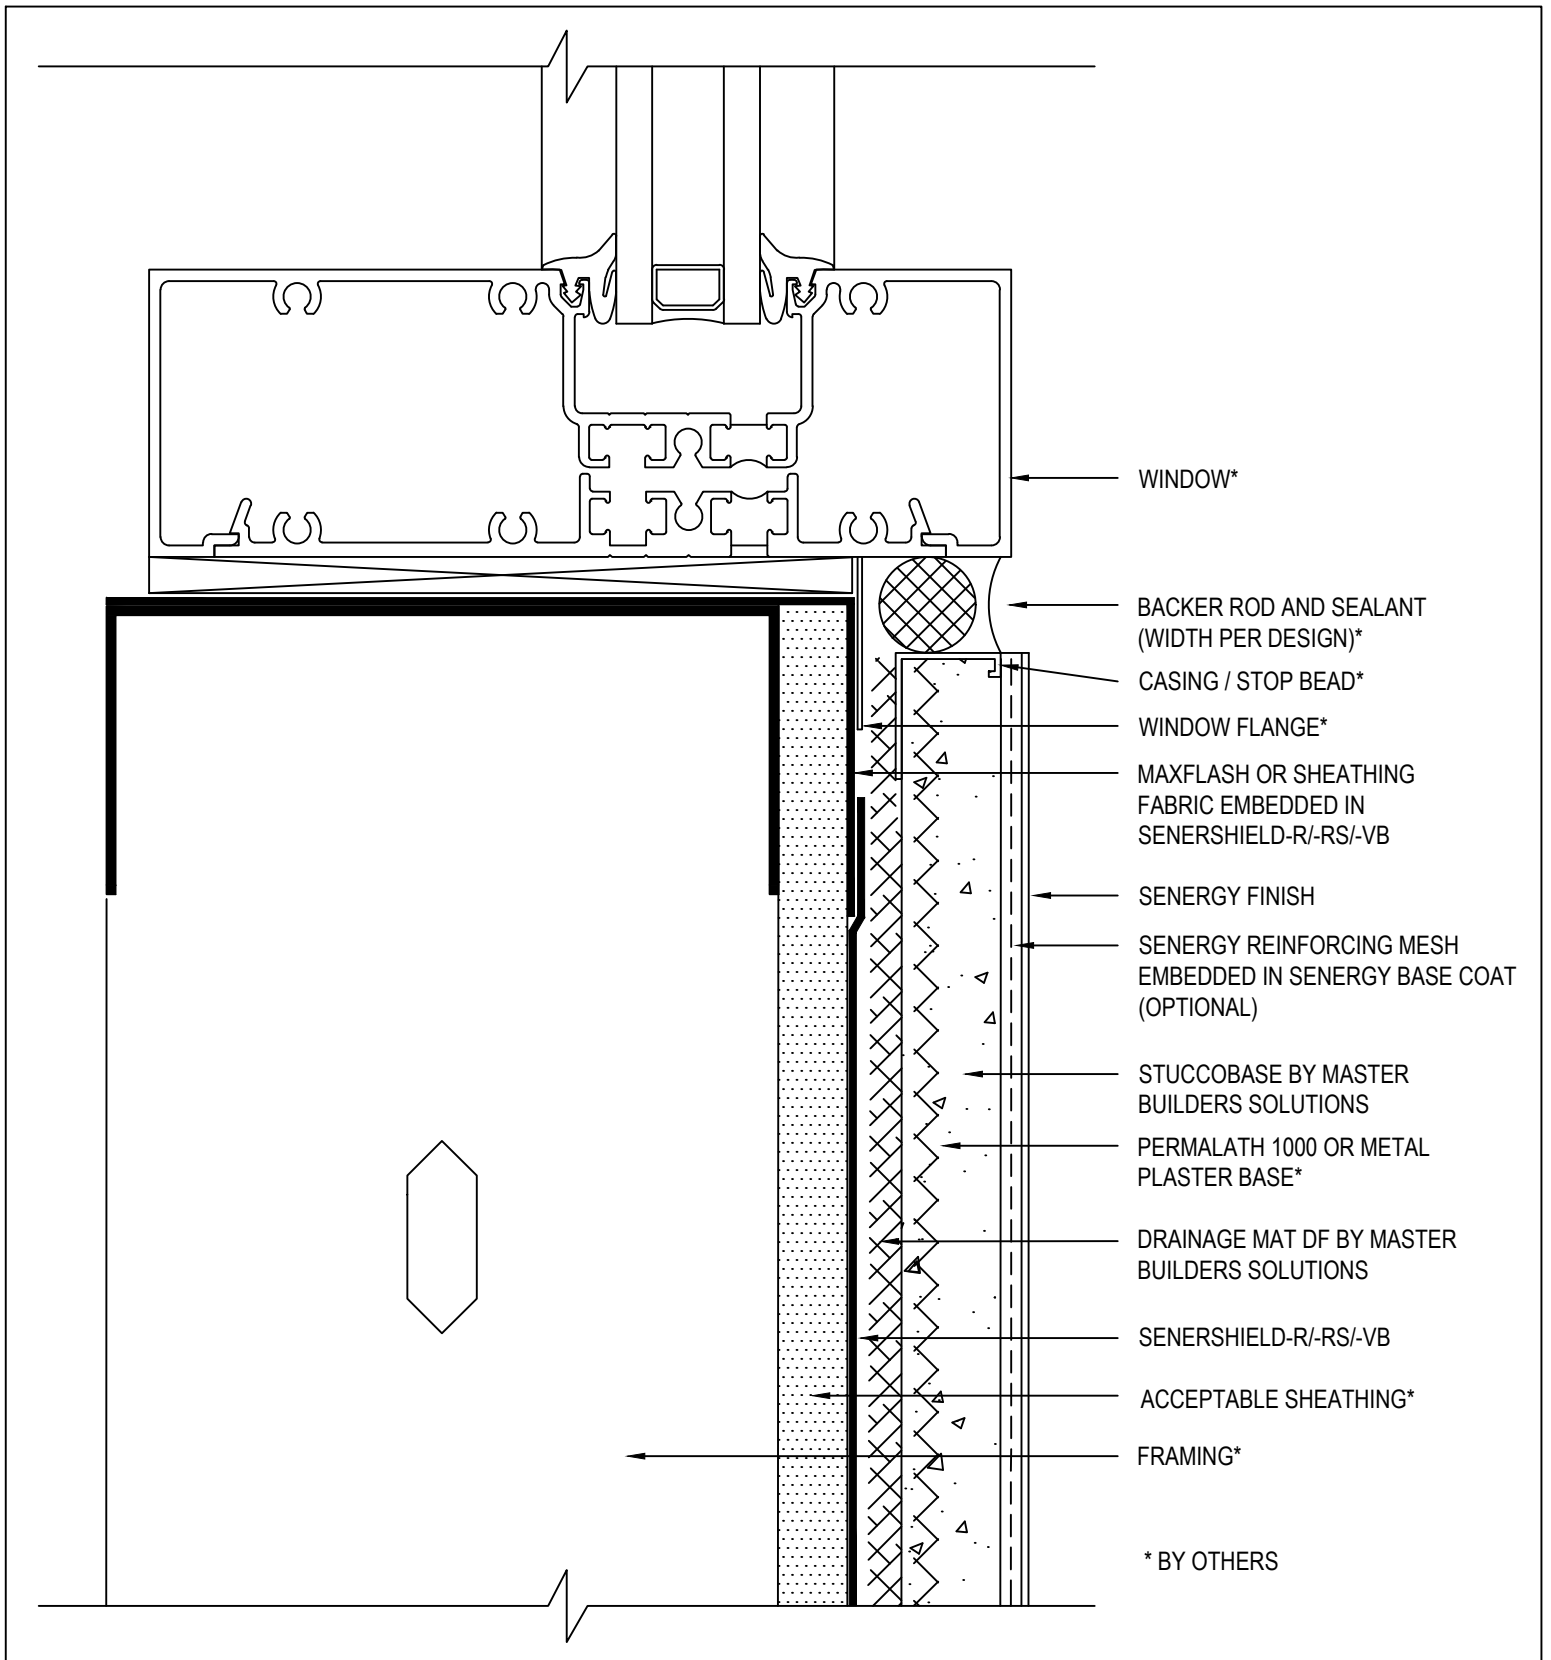 WINDOW*
BACKER ROD AND SEALANT
(WIDTH PER DESIGN)*
CASING / STOP BEAD*
WINDOW FLANGE*
MAXFLASH OR SHEATHING
FABRIC EMBEDDED IN
SENERSHIELD-R/-RS/-VB
SENERGY FINISH
SENERGY REINFORCING MESH
EMBEDDED IN SENERGY BASE COAT
(OPTIONAL)
STUCCOBASE BY MASTER
BUILDERS SOLUTIONS
PERMALATH 1000 OR METAL
PLASTER BASE*
DRAINAGE MAT DF BY MASTER
BUILDERS SOLUTIONS
SENERSHIELD-R/-RS/-VB
ACCEPTABLE SHEATHING*
FRAMING*
* BY OTHERS